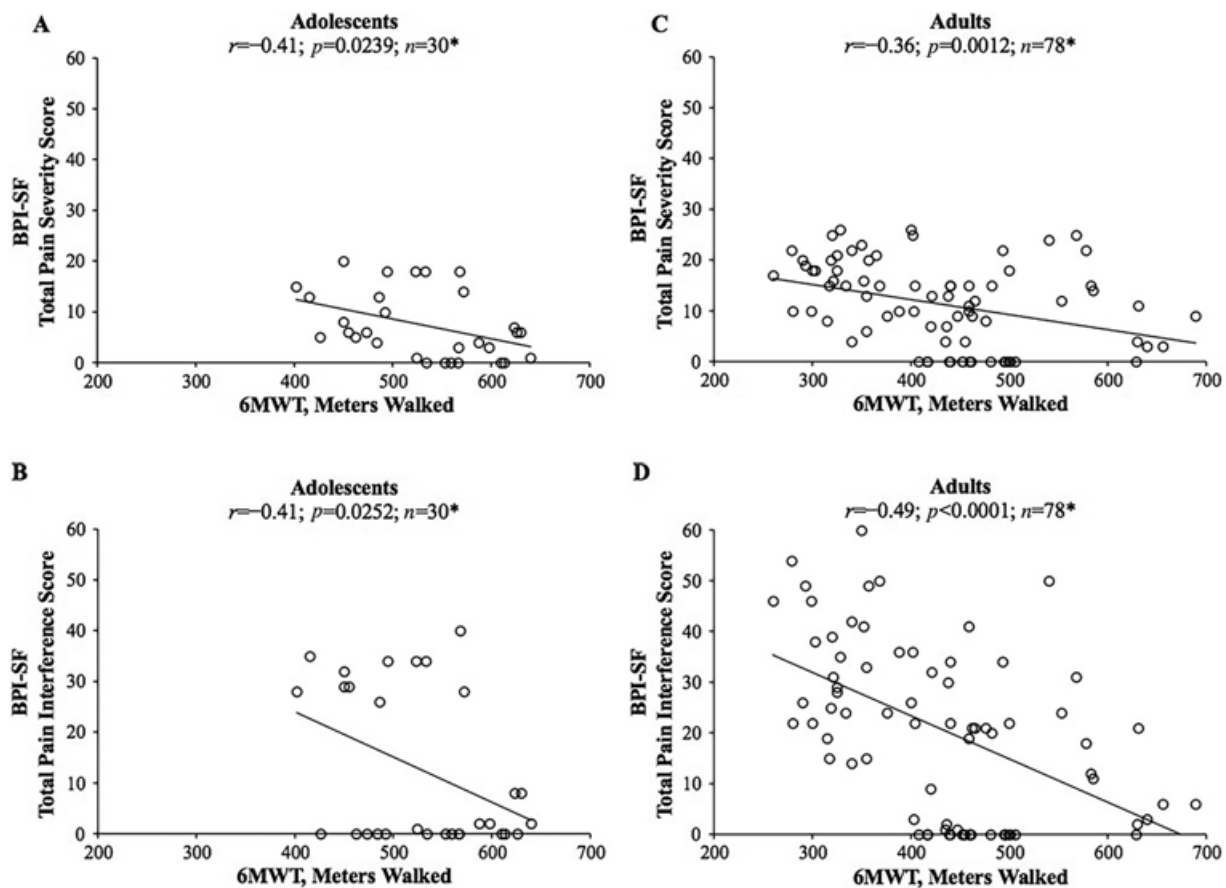 A
Adolescents
r=−0.41; p=0.0239; n=30*
60
50
40
30
20
10
0
200 300 400 500 600 700
BPI-SF
Total Pain Severity Score
6MWT, Meters Walked
C
Adults
r=−0.36; p=0.0012; n=78*
60
50
40
30
20
10
0
200 300 400 500 600 700
BPI-SF
Total Pain Severity Score
6MWT, Meters Walked
B
Adolescents
r=−0.41; p=0.0252; n=30*
60
50
40
30
20
10
0
200 300 400 500 600 700
BPI-SF
Total Pain Interference Score
6MWT, Meters Walked
D
Adults
r=−0.49; p<0.0001; n=78*
60
50
40
30
20
10
0
200 300 400 500 600 700
BPI-SF
Total Pain Interference Score
6MWT, Meters Walked